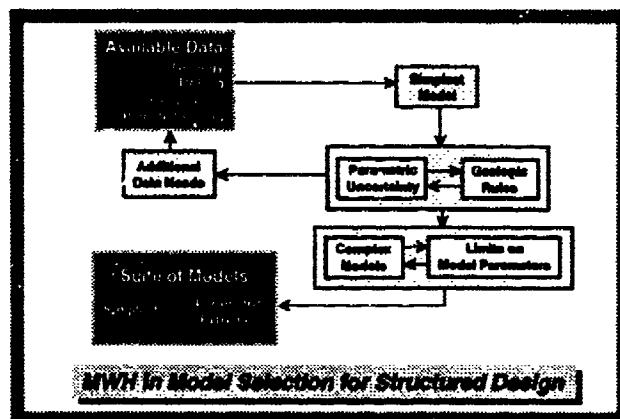 Available Data
Simplest
Model
Additional
Data Needs
Parametric
Uncertainty
Geologic
Rules
Complex
Models
Limits on
Model Parameters
Suite of Models
MWH in Model Selection for Structured Design